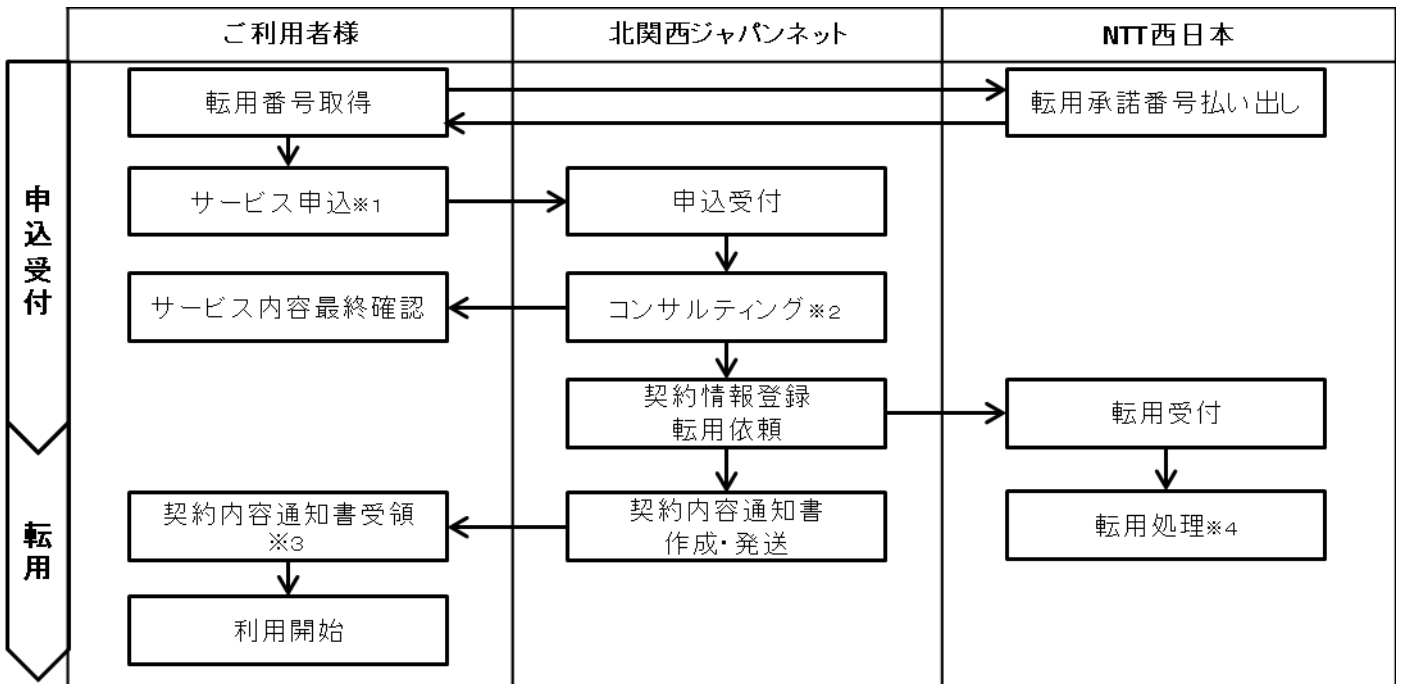 ご利用者様
北関西ジャパンネット
NTT西日本
申込受付
転用番号取得
転用承諾番号払い出し
サービス申込※1
申込受付
サービス内容最終確認
コンサルティング※2
契約情報登録
転用依頼
転用受付
転用
契約内容通知書受領
※3
契約内容通知書
作成・発送
転用処理※4
利用開始